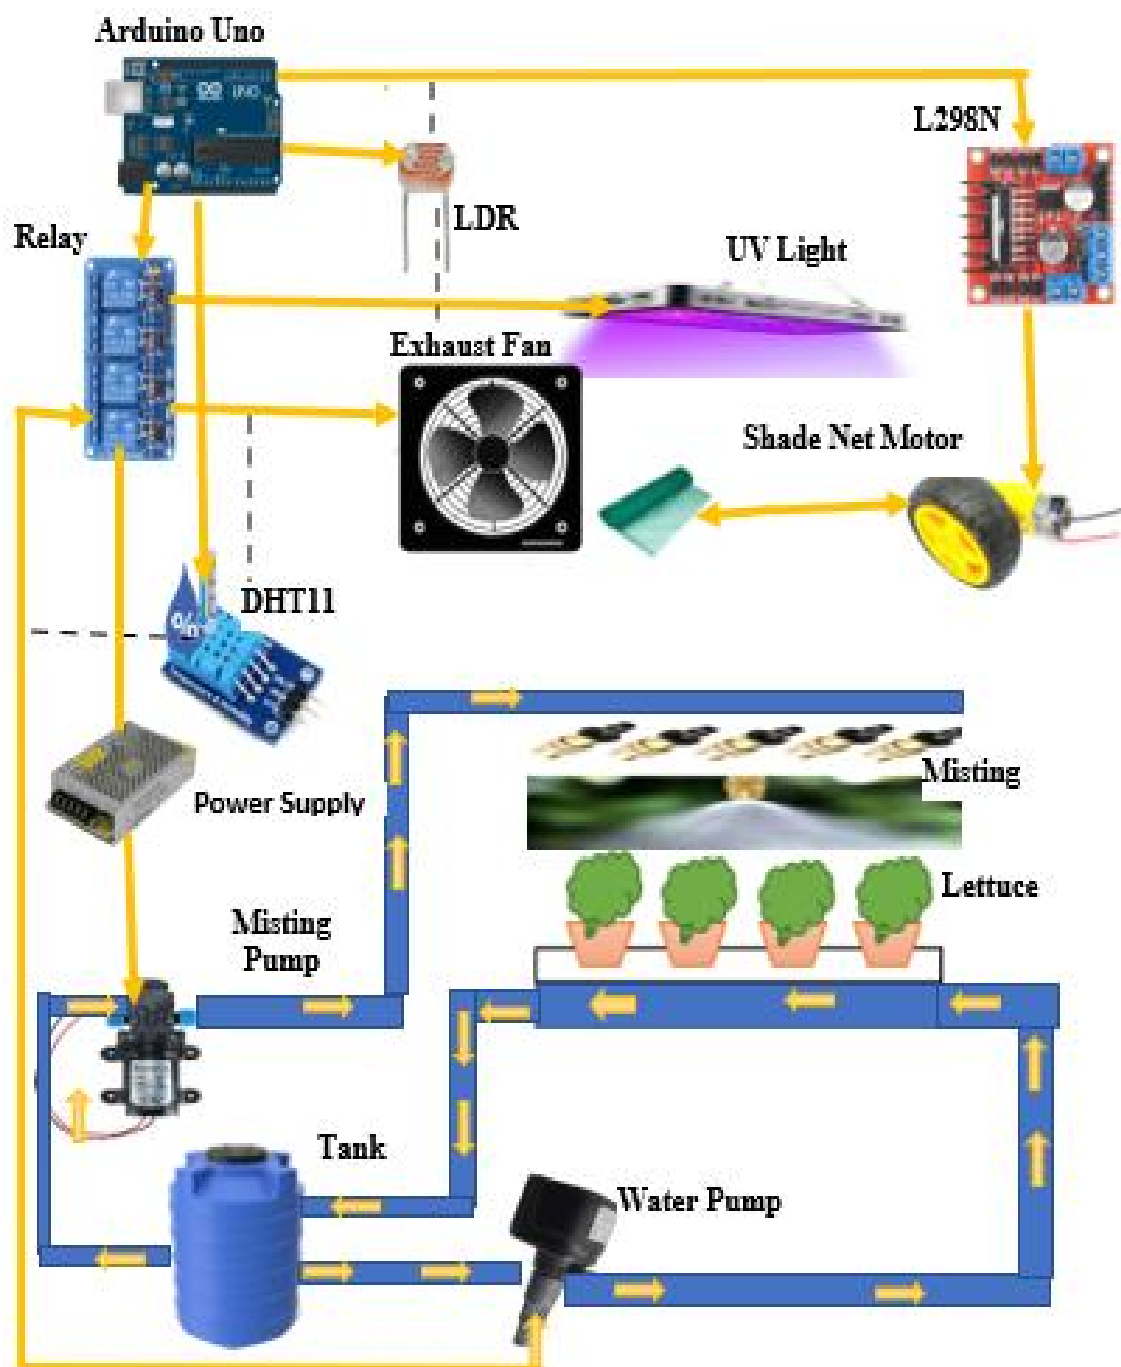 Arduino Uno
UNO
L298N
LDR
Relay
UV Light
Exhaust Fan
Shade Net Motor
DHT11
%
Power Supply
Misting
Lettuce
Misting
Pump
Tank
Water Pump